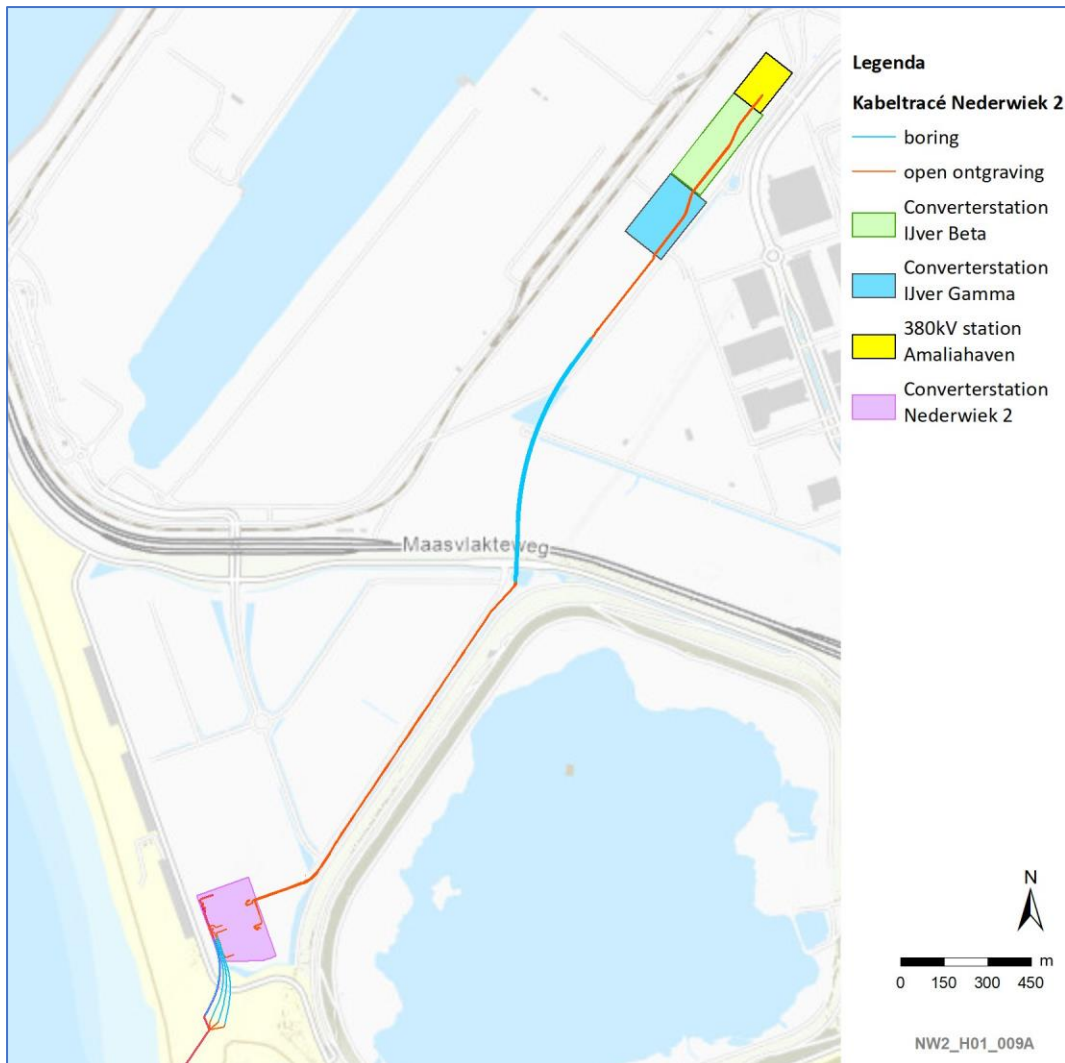 Legenda
Kabeltracé Nederwiek 2
boring
open ontgraving
Converterstation
IJver Beta
Converterstation
IJver Gamma
380kV station
Amaliahaven
Converterstation
Nederwiek 2
Maasvlakteweg
N
m
0 150 300 450
NW2_H01_009A